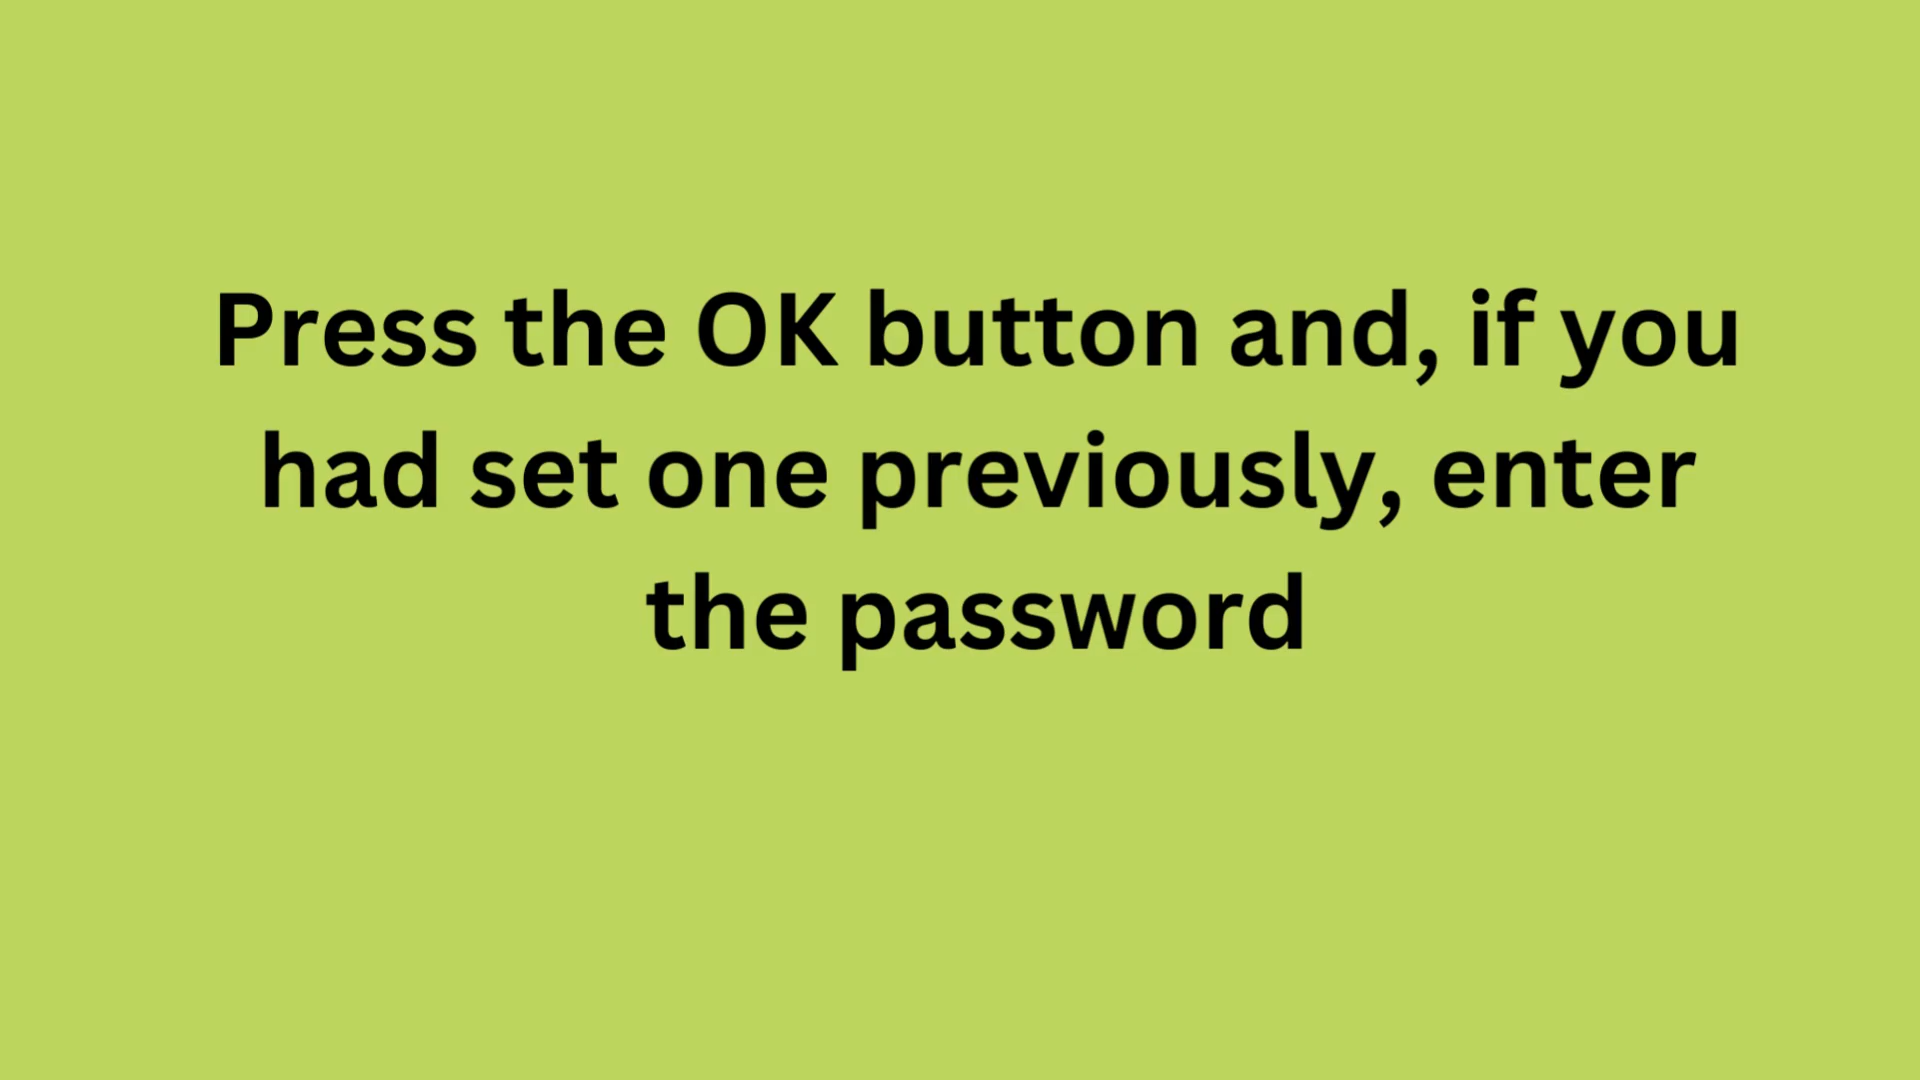 Press the OK button and, if you
had set one previously, enter
the password